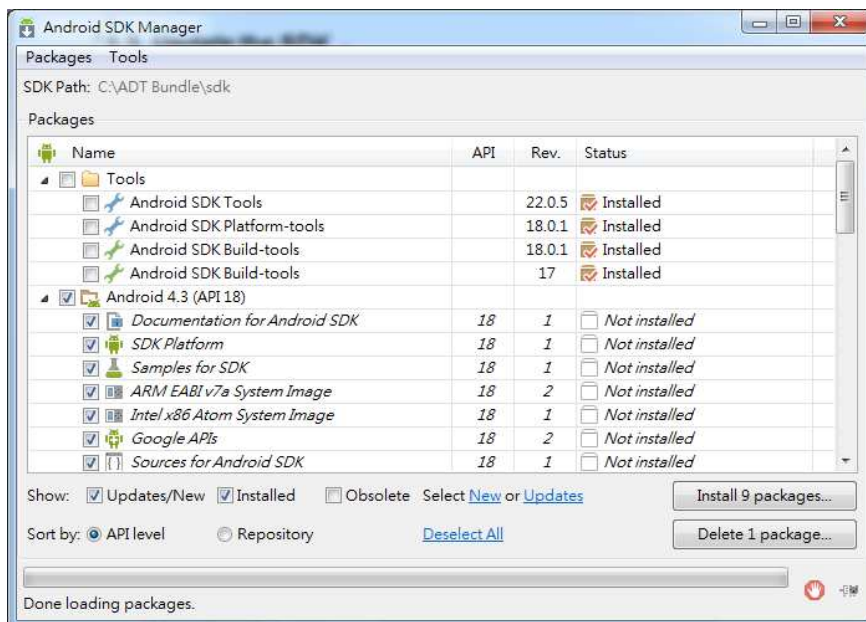 Android SDK Manager
Packages Tools
SDK Path: C:\ADT Bundle\sdk
Packages
Name API Rev. Status
Tools
Android SDK Tools 22.0.5 Installed
Android SDK Platform-tools 18.0.1 Installed
Android SDK Build-tools 18.0.1 Installed
Android SDK Build-tools 17 Installed
Android 4.3 (API 18)
Documentation for Android SDK 18 1 Not installed
SDK Platform 18 1 Not installed
Samples for SDK 18 1 Not installed
ARM EABI v7a System Image 18 2 Not installed
Intel x86 Atom System Image 18 1 Not installed
Google APIs 18 2 Not installed
Sources for Android SDK 18 1 Not installed
Show: Updates/New Installed Obsolete Select New or Updates Install 9 packages...
Sort by: API level Repository Deselect All Delete 1 package...
Done loading packages.